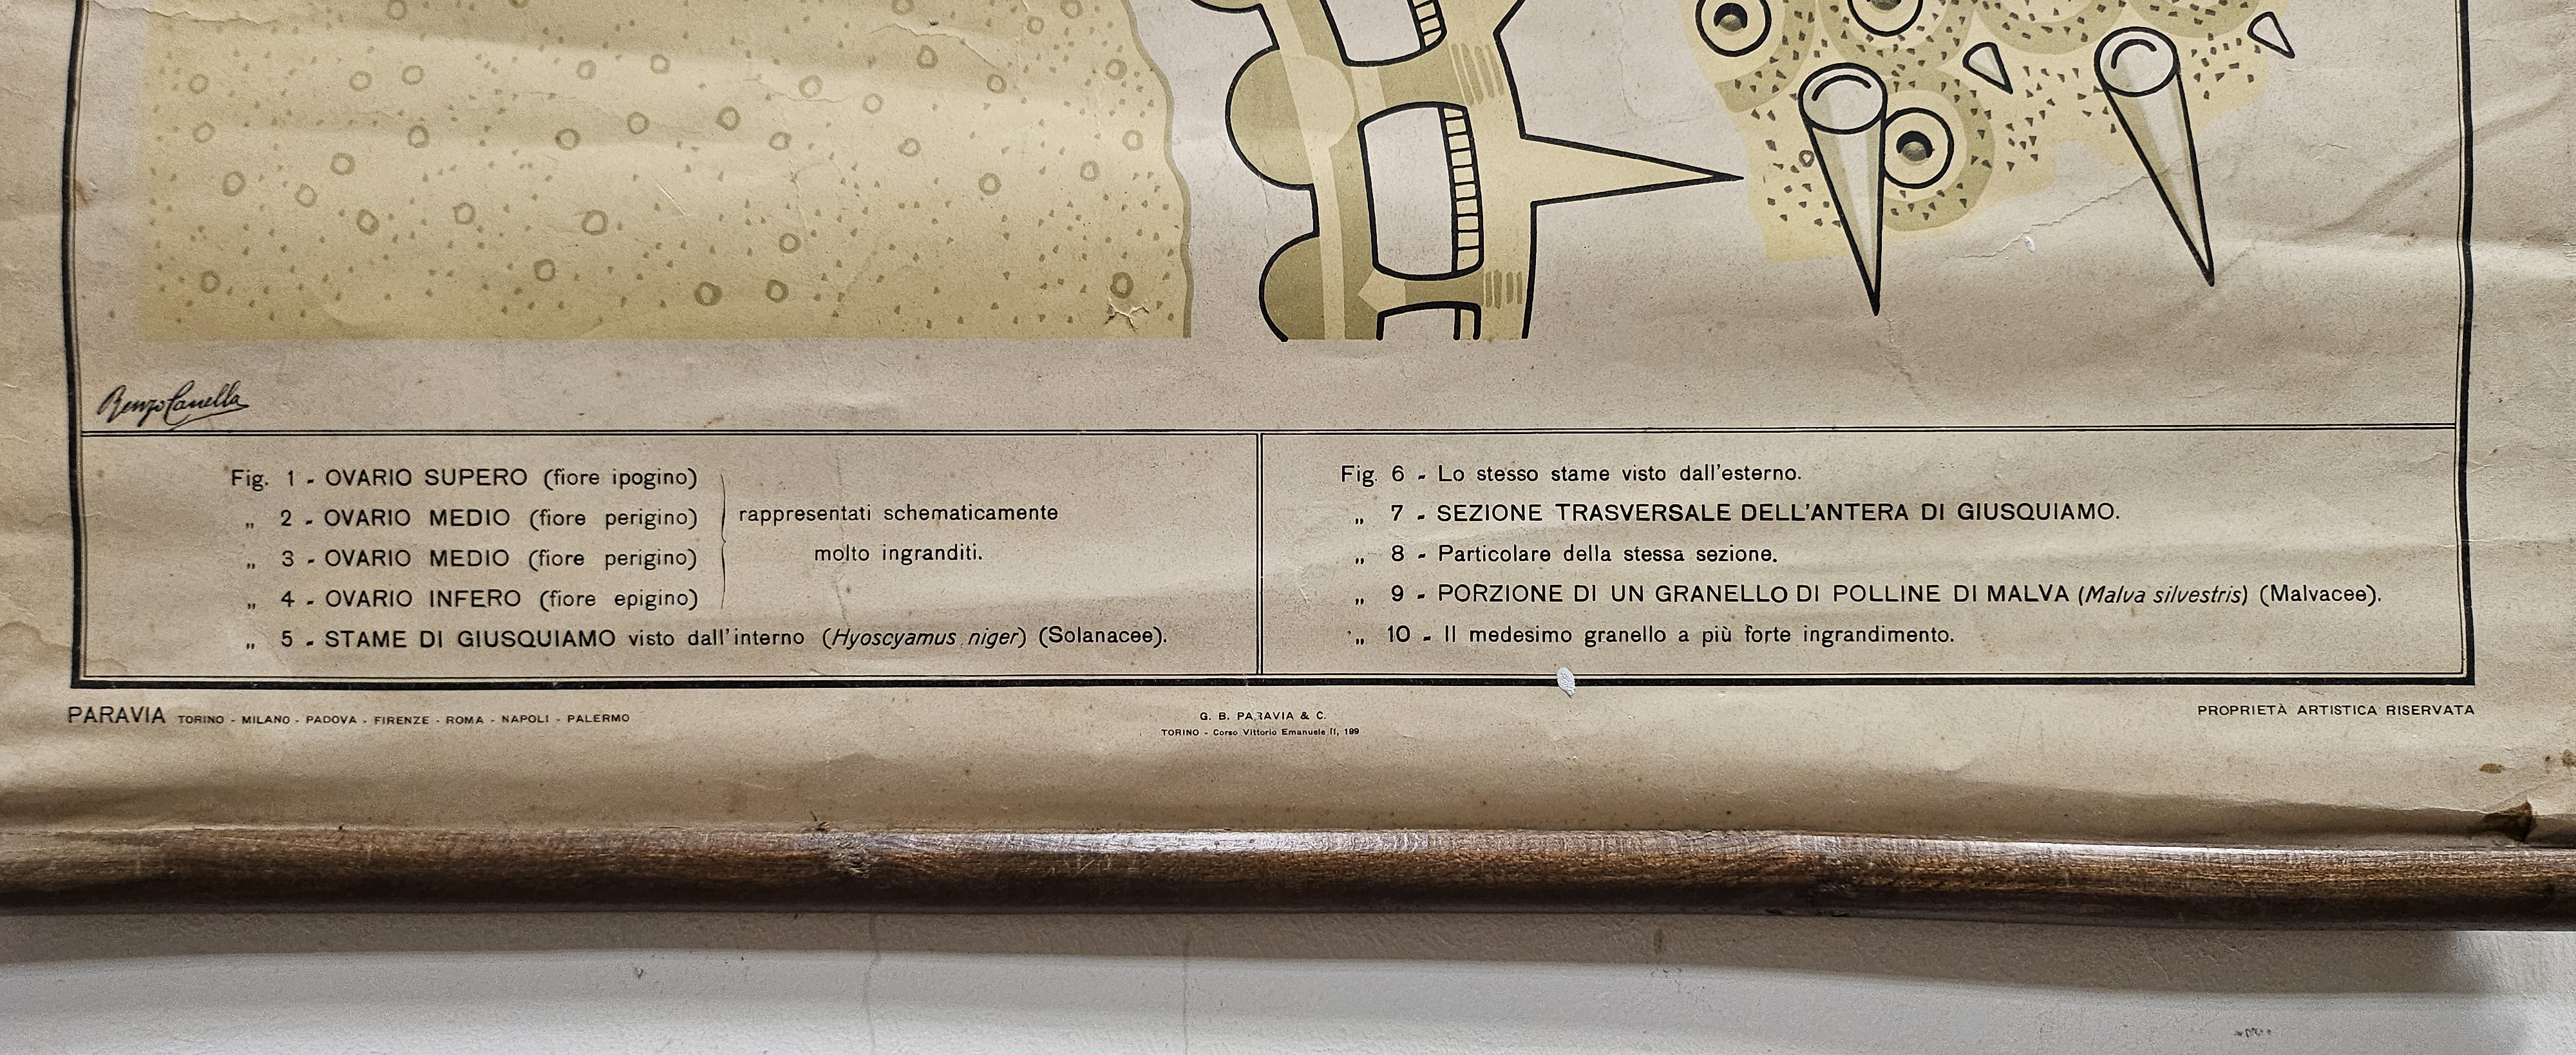 Renzo Canella
Fig. 1 - OVARIO SUPERO (fiore ipogino)
„ 2 - OVARIO MEDIO (fiore perigino)
„ 3 - OVARIO MEDIO (fiore perigino)
„ 4 - OVARIO INFERO (fiore epigino)
rappresentati schematicamente
molto ingranditi.
„ 5 - STAME DI GIUSQUIAMO visto dall'interno (Hyoscyamus niger) (Solanacee).
Fig. 6 - Lo stesso stame visto dall'esterno.
„ 7 - SEZIONE TRASVERSALE DELL'ANTERA DI GIUSQUIAMO.
„ 8 - Particolare della stessa sezione.
„ 9 - PORZIONE DI UN GRANELLO DI POLLINE DI MALVA (Malva silvestris) (Malvacee).
„ 10 - Il medesimo granello a più forte ingrandimento.
PARAVIA TORINO - MILANO - PADOVA - FIRENZE - ROMA - NAPOLI - PALERMO
G. B. PARAVIA & C.
TORINO - Corso Vittorio Emanuele II, 199
PROPRIETÀ ARTISTICA RISERVATA